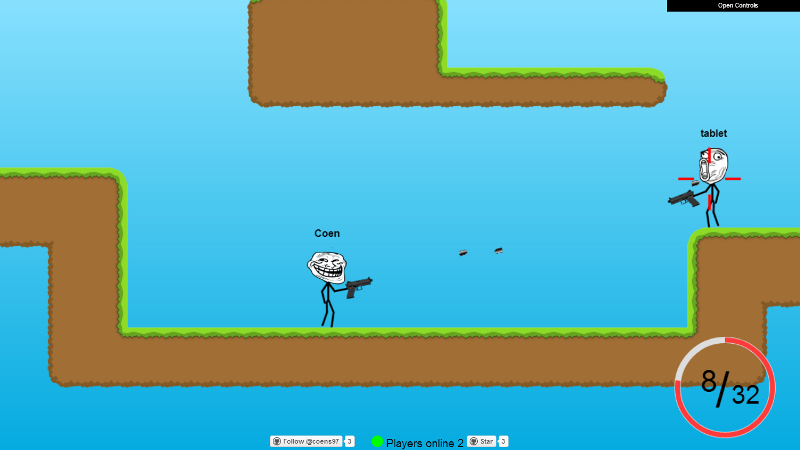 Open Controls
tablet
Coen
8/32
Follow @coens97 3
Players online 2
Star 3